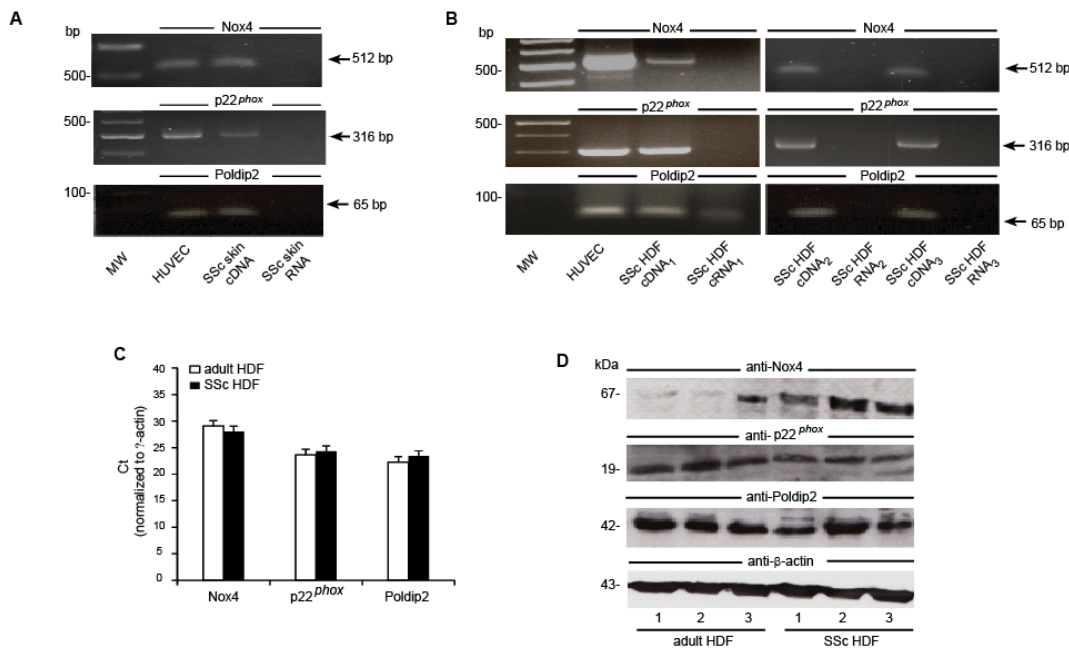 A
bp
Nox4
500-
512 bp
p22phox
500-
316 bp
Poldip2
100-
65 bp
MW
HUVEC
SSc skin
cDNA
SSc skin
RNA
B
Nox4
Nox4
500-
512 bp
p22phox
p22phox
500-
316 bp
Poldip2
Poldip2
100-
65 bp
MW
HUVEC
SSc HDF
cDNA1
SSc HDF
cRNA1
SSc HDF
cDNA2
SSc HDF
RNA2
SSc HDF
cDNA3
SSc HDF
RNA3
C
adult HDF
SSc HDF
Ct
(normalized to ?-actin)
40
35
30
25
20
15
10
5
0
Nox4
p22phox
Poldip2
D
kDa
anti-Nox4
67-
anti-p22phox
19-
anti-Poldip2
42-
anti-β-actin
43-
1 2 3 1 2 3
adult HDF SSc HDF